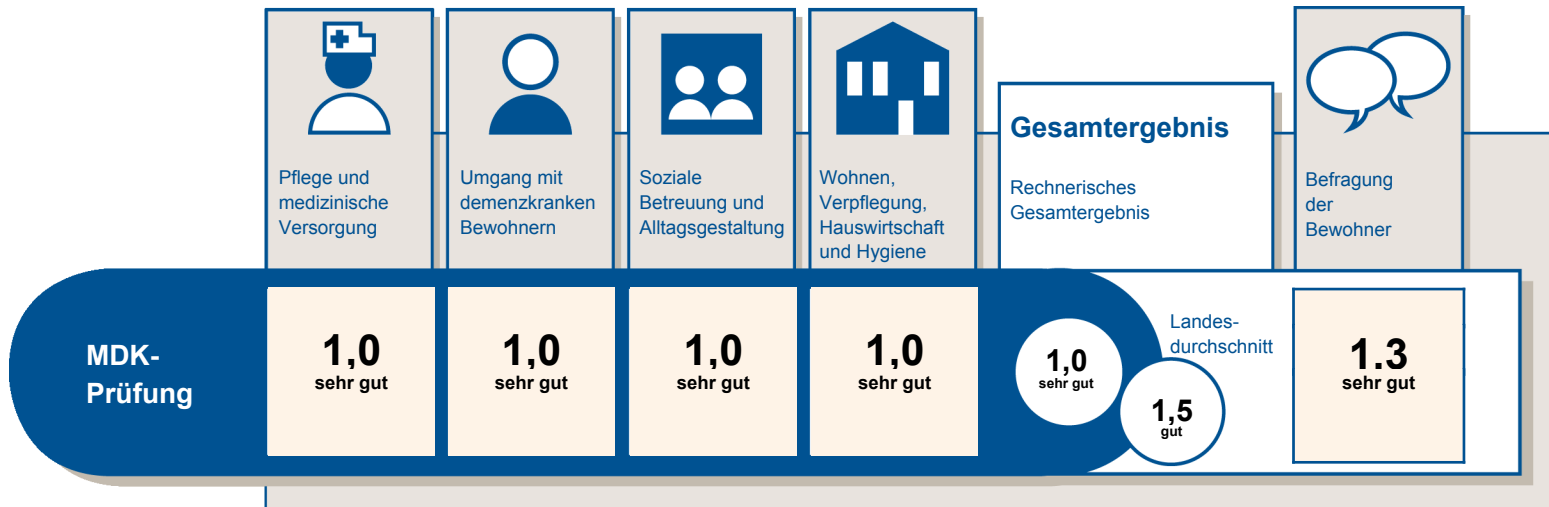 Pflege und
medizinische
Versorgung
Umgang mit
demenzkranken
Bewohnern
Soziale
Betreuung und
Alltagsgestaltung
Wohnen,
Verpflegung,
Hauswirtschaft
und Hygiene
Gesamtergebnis
Rechnerisches
Gesamtergebnis
Befragung
der
Bewohner
MDK-
Prüfung
1,0
sehr gut
1,0
sehr gut
1,0
sehr gut
1,0
sehr gut
1,0
sehr gut
Landes-
durchschnitt
1,5
gut
1.3
sehr gut